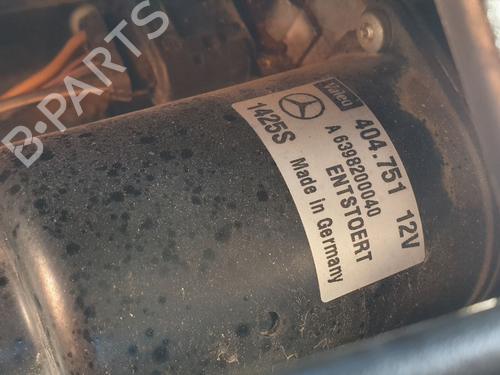 B-PARTS
Valeo
404.751 12V
A 6398200040
ENTSTOERT
1425S Made in Germany